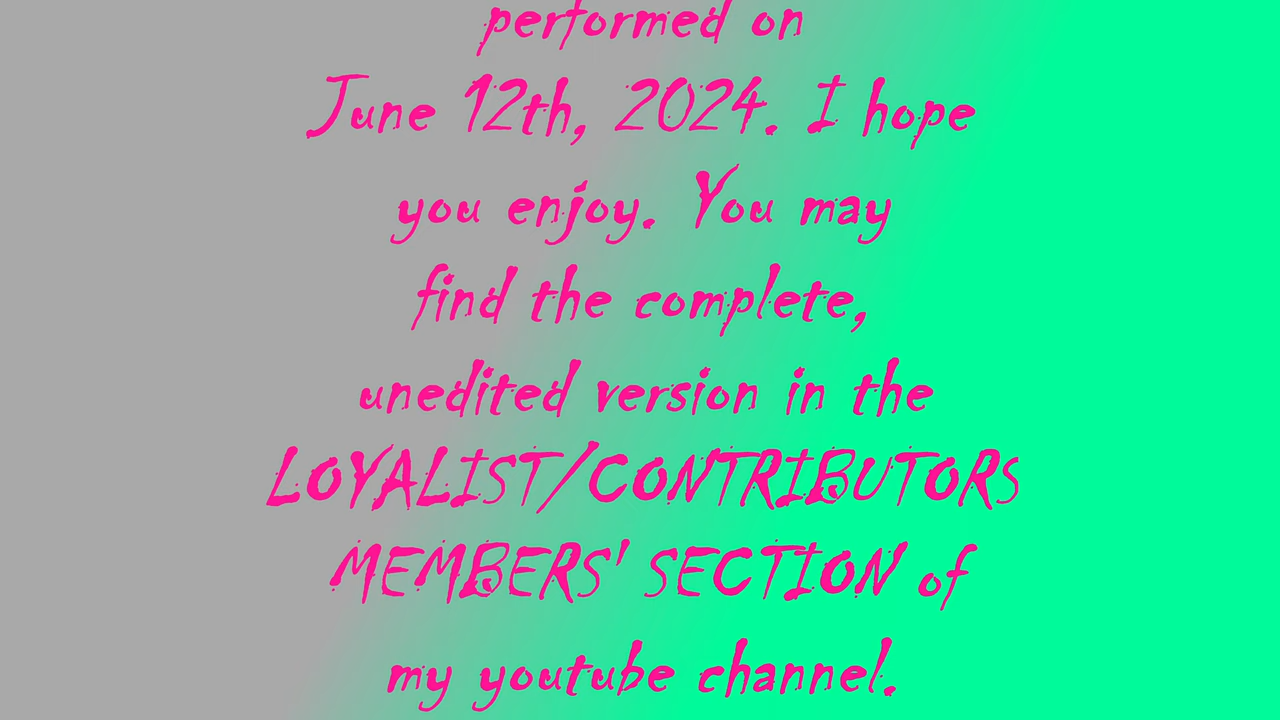 performed on
June 12th, 2024. I hope
you enjoy. You may
find the complete,
unedited version in the
LOYALIST/CONTRIBUTORS
MEMBERS' SECTION of
my youtube channel.